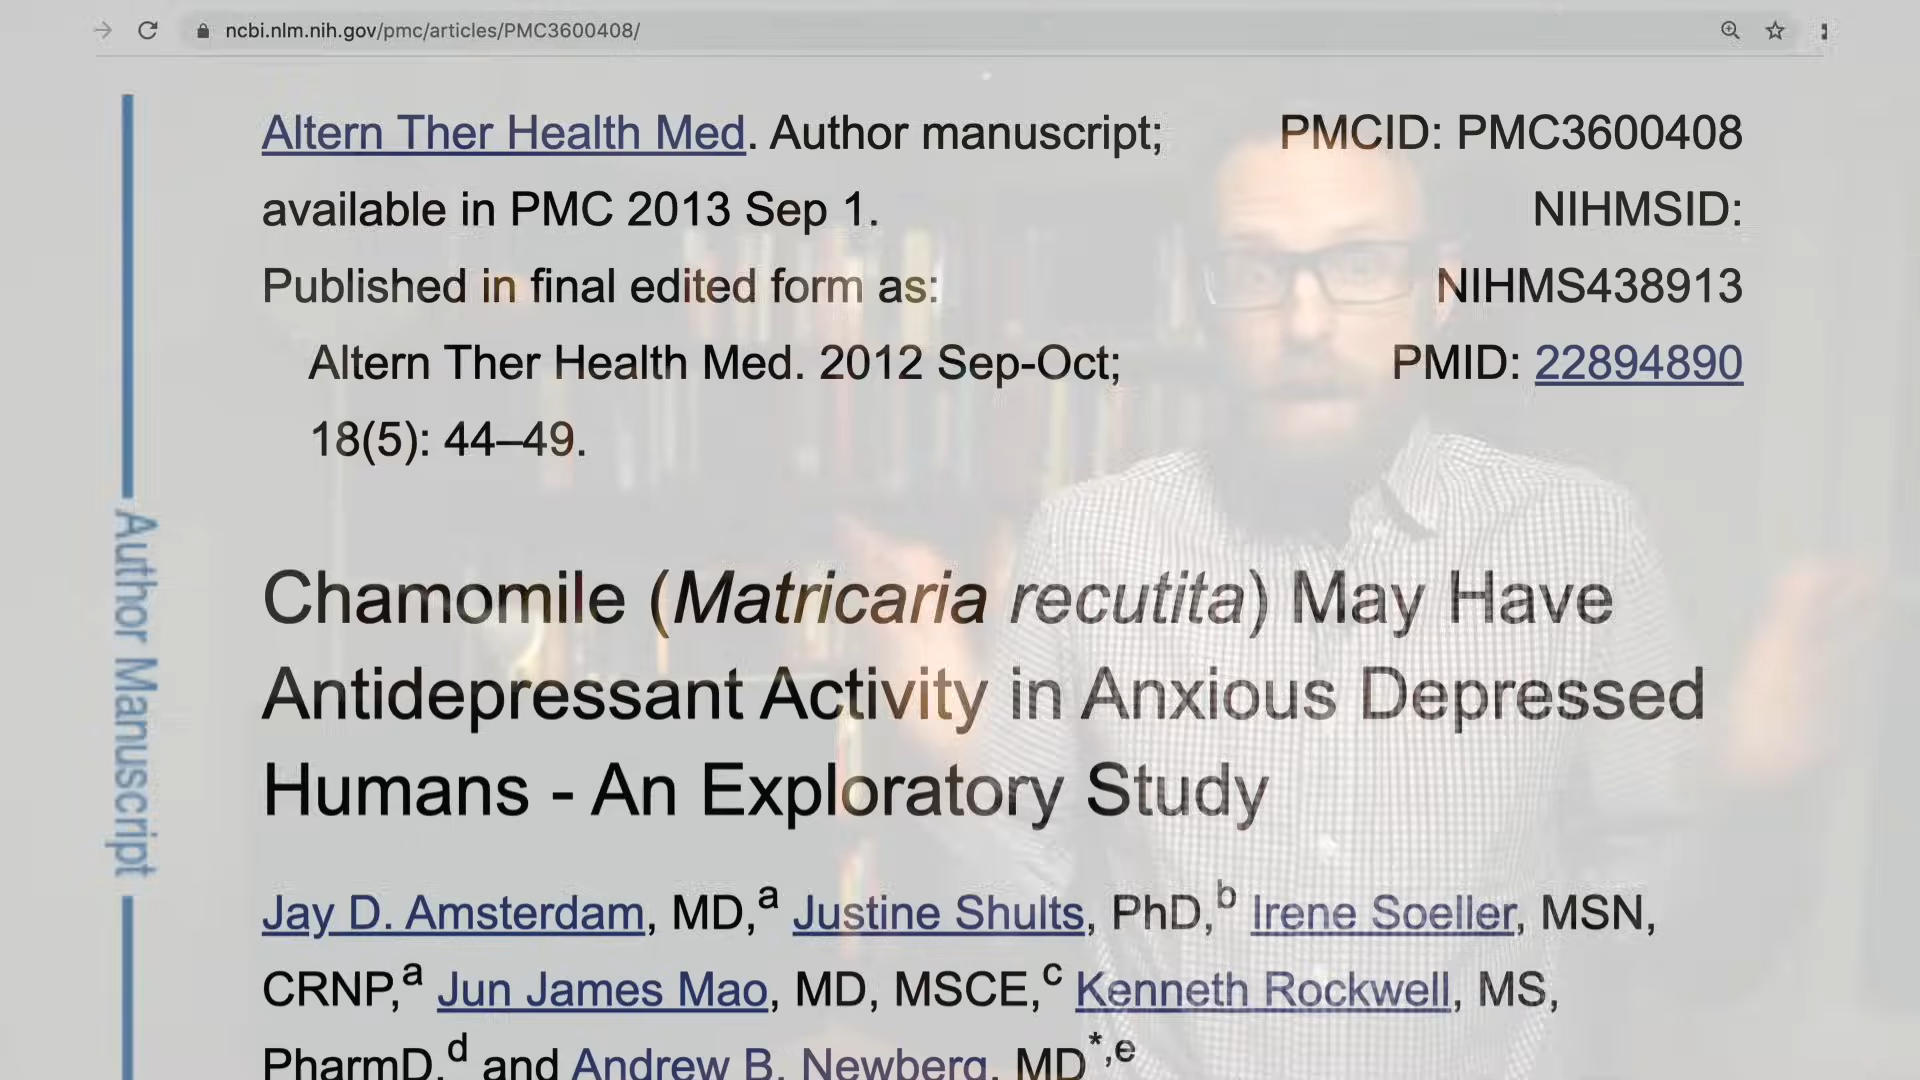 ncbi.nlm.nih.gov/pmc/articles/PMC3600408/
Altern Ther Health Med. Author manuscript;
available in PMC 2013 Sep 1.
Published in final edited form as:
Altern Ther Health Med. 2012 Sep-Oct;
18(5): 44–49.
PMCID: PMC3600408
NIHMSID:
NIHMS438913
PMID: 22894890
Author Manuscript
Chamomile (Matricaria recutita) May Have
Antidepressant Activity in Anxious Depressed
Humans - An Exploratory Study
Jay D. Amsterdam, MD,a Justine Shults, PhD,b Irene Soeller, MSN,
CRNP,a Jun James Mao, MD, MSCE,c Kenneth Rockwell, MS,
PharmD,d and Andrew B. Newberg, MD*,e